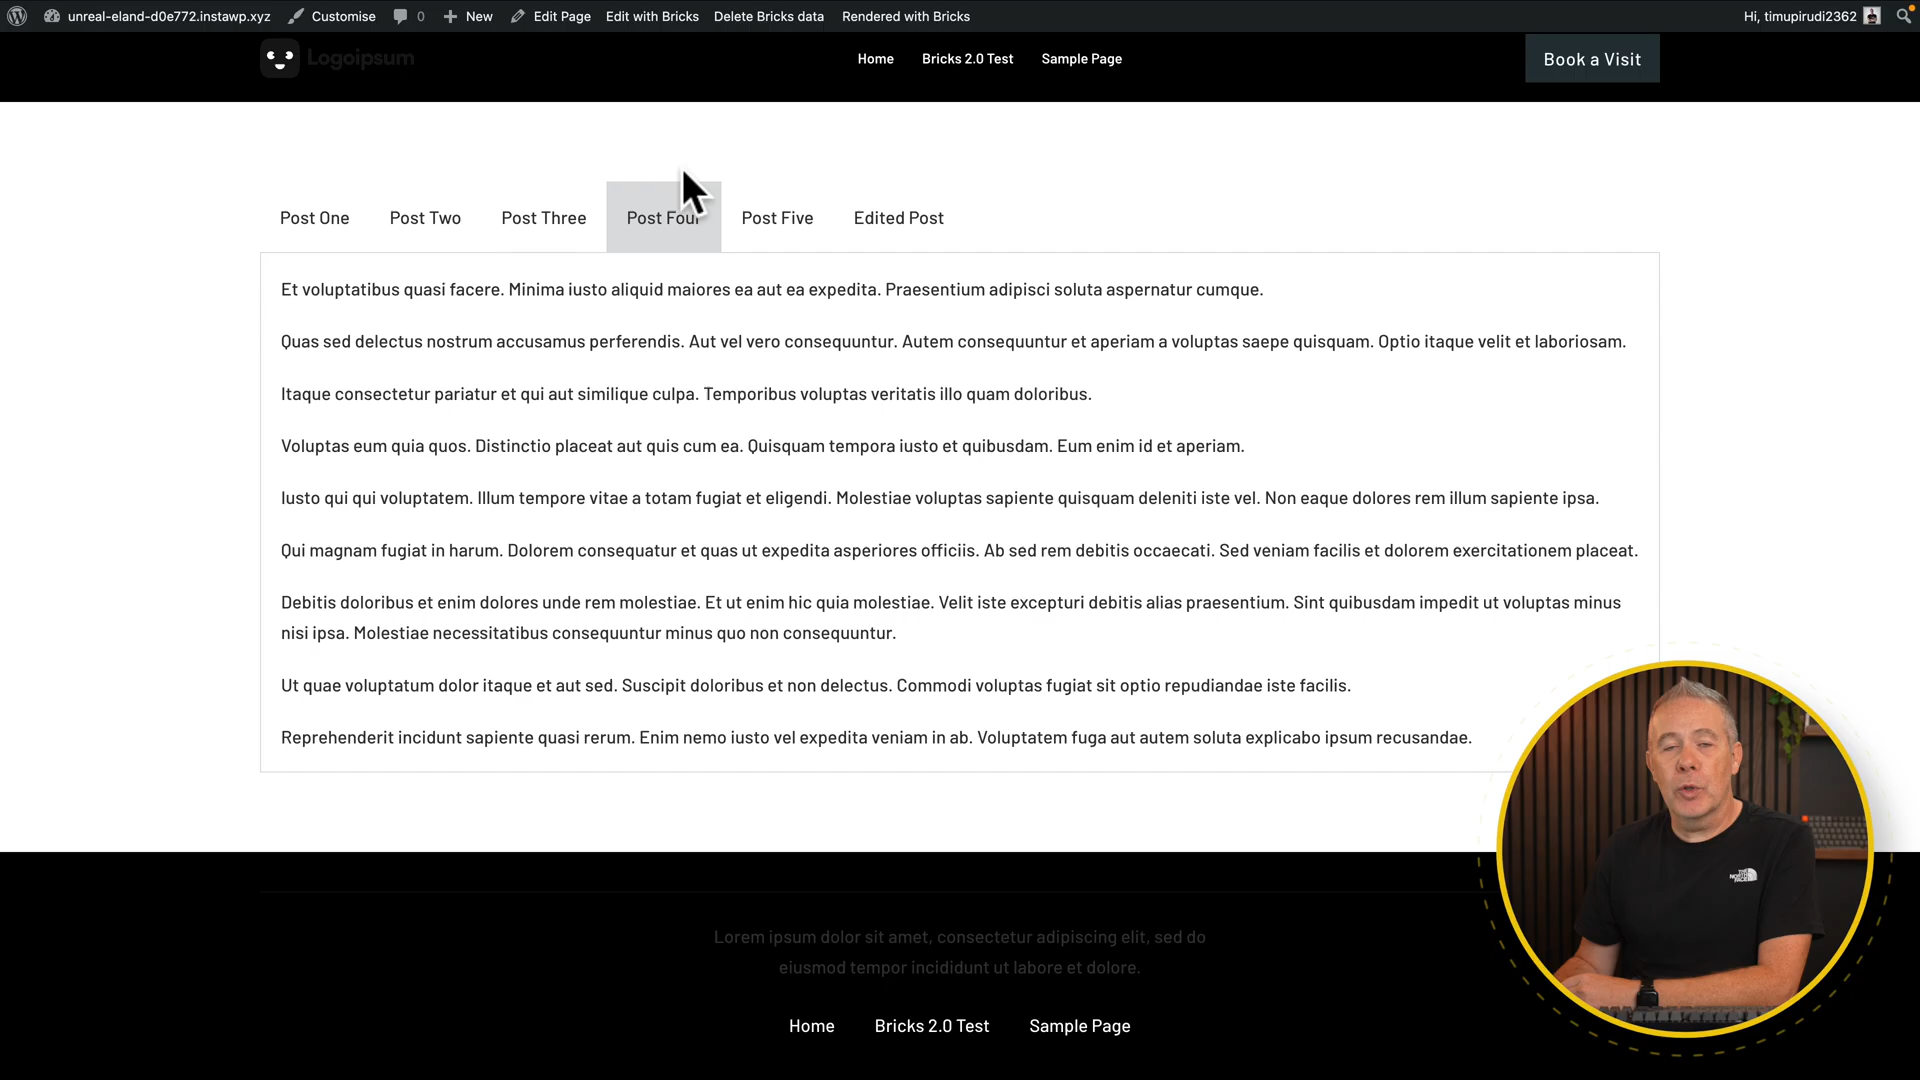 unreal-eland-d0e772.instawp.xyz Customise 0 New Edit Page Edit with Bricks Delete Bricks data Rendered with Bricks Hi, timupirudi2362
Logoipsum Home Bricks 2.0 Test Sample Page Book a Visit
Post One Post Two Post Three Post Four Post Five Edited Post
Et voluptatibus quasi facere. Minima iusto aliquid maiores ea aut ea expedita. Praesentium adipisci soluta aspernatur cumque.
Quas sed delectus nostrum accusamus perferendis. Aut vel vero consequuntur. Autem consequuntur et aperiam a voluptas saepe quisquam. Optio itaque velit et laboriosam.
Itaque consectetur pariatur et qui aut similique culpa. Temporibus voluptas veritatis illo quam doloribus.
Voluptas eum quia quos. Distinctio placeat aut quis cum ea. Quisquam tempora iusto et quibusdam. Eum enim id et aperiam.
Iusto qui qui voluptatem. Illum tempore vitae a totam fugiat et eligendi. Molestiae voluptas sapiente quisquam deleniti iste vel. Non eaque dolores rem illum sapiente ipsa.
Qui magnam fugiat in harum. Dolorem consequatur et quas ut expedita asperiores officiis. Ab sed rem debitis occaecati. Sed veniam facilis et dolorem exercitationem placeat.
Debitis doloribus et enim dolores unde rem molestiae. Et ut enim hic quia molestiae. Velit iste excepturi debitis alias praesentium. Sint quibusdam impedit ut voluptas minus
nisi ipsa. Molestiae necessitatibus consequuntur minus quo non consequuntur.
Ut quae voluptatum dolor itaque et aut sed. Suscipit doloribus et non delectus. Commodi voluptas fugiat sit optio repudiandae iste facilis.
Reprehenderit incidunt sapiente quasi rerum. Enim nemo iusto vel expedita veniam in ab. Voluptatem fuga aut autem soluta explicabo ipsum recusandae.
THE NORTH FACE
Lorem ipsum dolor sit amet, consectetur adipiscing elit, sed do
eiusmod tempor incididunt ut labore et dolore.
Home Bricks 2.0 Test Sample Page